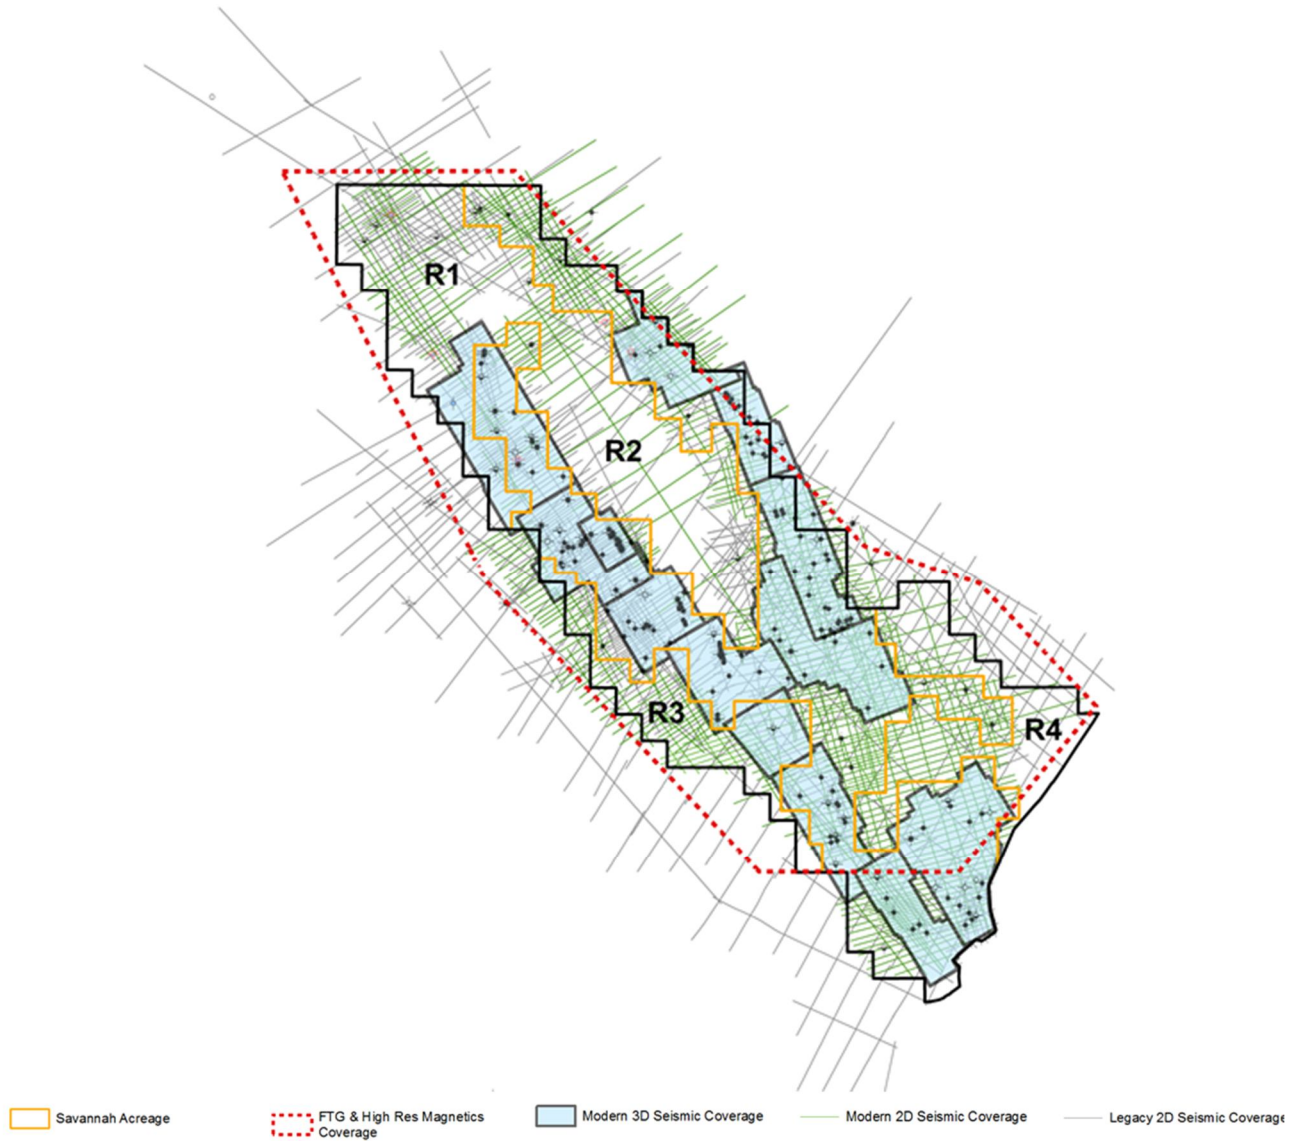 R1
R2
R3
R4
Savannah Acreage
FTG & High Res Magnetics
Coverage
Modern 3D Seismic Coverage
Modern 2D Seismic Coverage
Legacy 2D Seismic Coverage